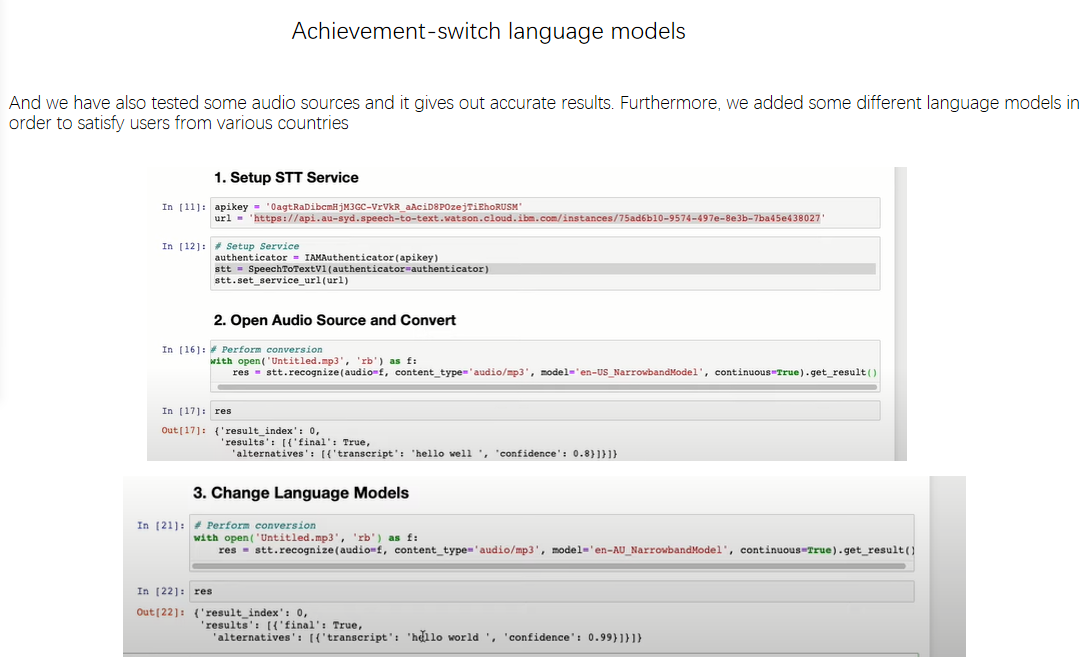 Achievement-switch language models
And we have also tested some audio sources and it gives out accurate results. Furthermore, we added some different language models in
order to satisfy users from various countries
1. Setup STT Service
In [11]: apikey = '0agtRaDibcmHjM3GC-VrVkR_aAciD8POzejTiEhoRUSM'
url = 'https://api.au-syd.speech-to-text.watson.cloud.ibm.com/instances/75ad6b10-9574-497e-8e3b-7ba45e438027'
In [12]: # Setup Service
authenticator = IAMAuthenticator(apikey)
stt = SpeechToTextV1(authenticator=authenticator)
stt.set_service_url(url)
2. Open Audio Source and Convert
In [16]: # Perform conversion
with open('Untitled.mp3', 'rb') as f:
res = stt.recognize(audio=f, content_type='audio/mp3', model='en-US_NarrowbandModel', continuous=True).get_result()
In [17]: res
Out[17]: {'result_index': 0,
'results': [{'final': True,
'alternatives': [{'transcript': 'hello well ', 'confidence': 0.8}]}]}
3. Change Language Models
In [21]: # Perform conversion
with open('Untitled.mp3', 'rb') as f:
res = stt.recognize(audio=f, content_type='audio/mp3', model='en-AU_NarrowbandModel', continuous=True).get_result()
In [22]: res
Out[22]: {'result_index': 0,
'results': [{'final': True,
'alternatives': [{'transcript': 'hello world ', 'confidence': 0.99}]}]}